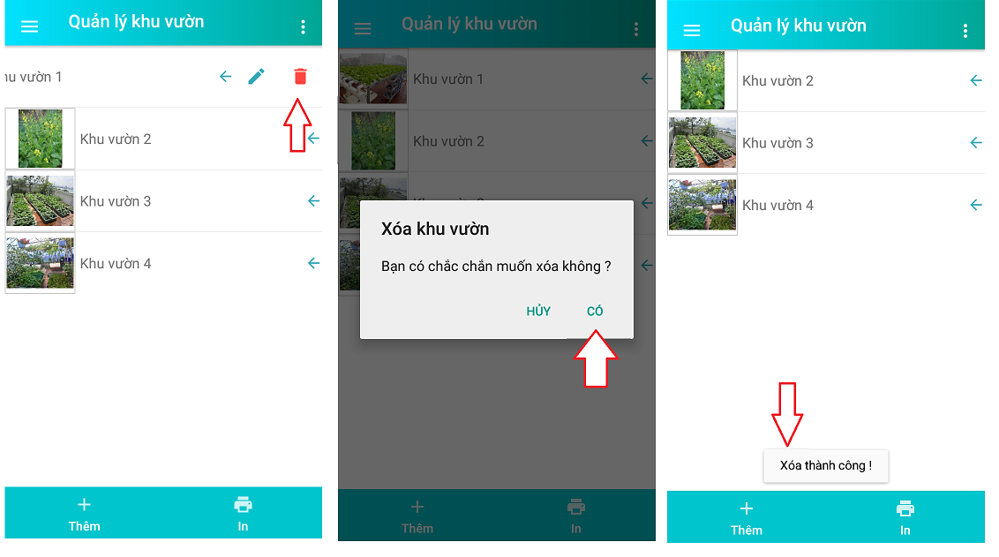 Quản lý khu vườn
hu vườn 1
Khu vườn 2
Khu vườn 3
Khu vườn 4
Thêm
In
Quản lý khu vườn
Khu vườn 1
Khu vườn 2
Xóa khu vườn
Bạn có chắc chắn muốn xóa không ?
HỦY
CÓ
Thêm
In
Quản lý khu vườn
Khu vườn 2
Khu vườn 3
Khu vườn 4
Xóa thành công !
Thêm
In